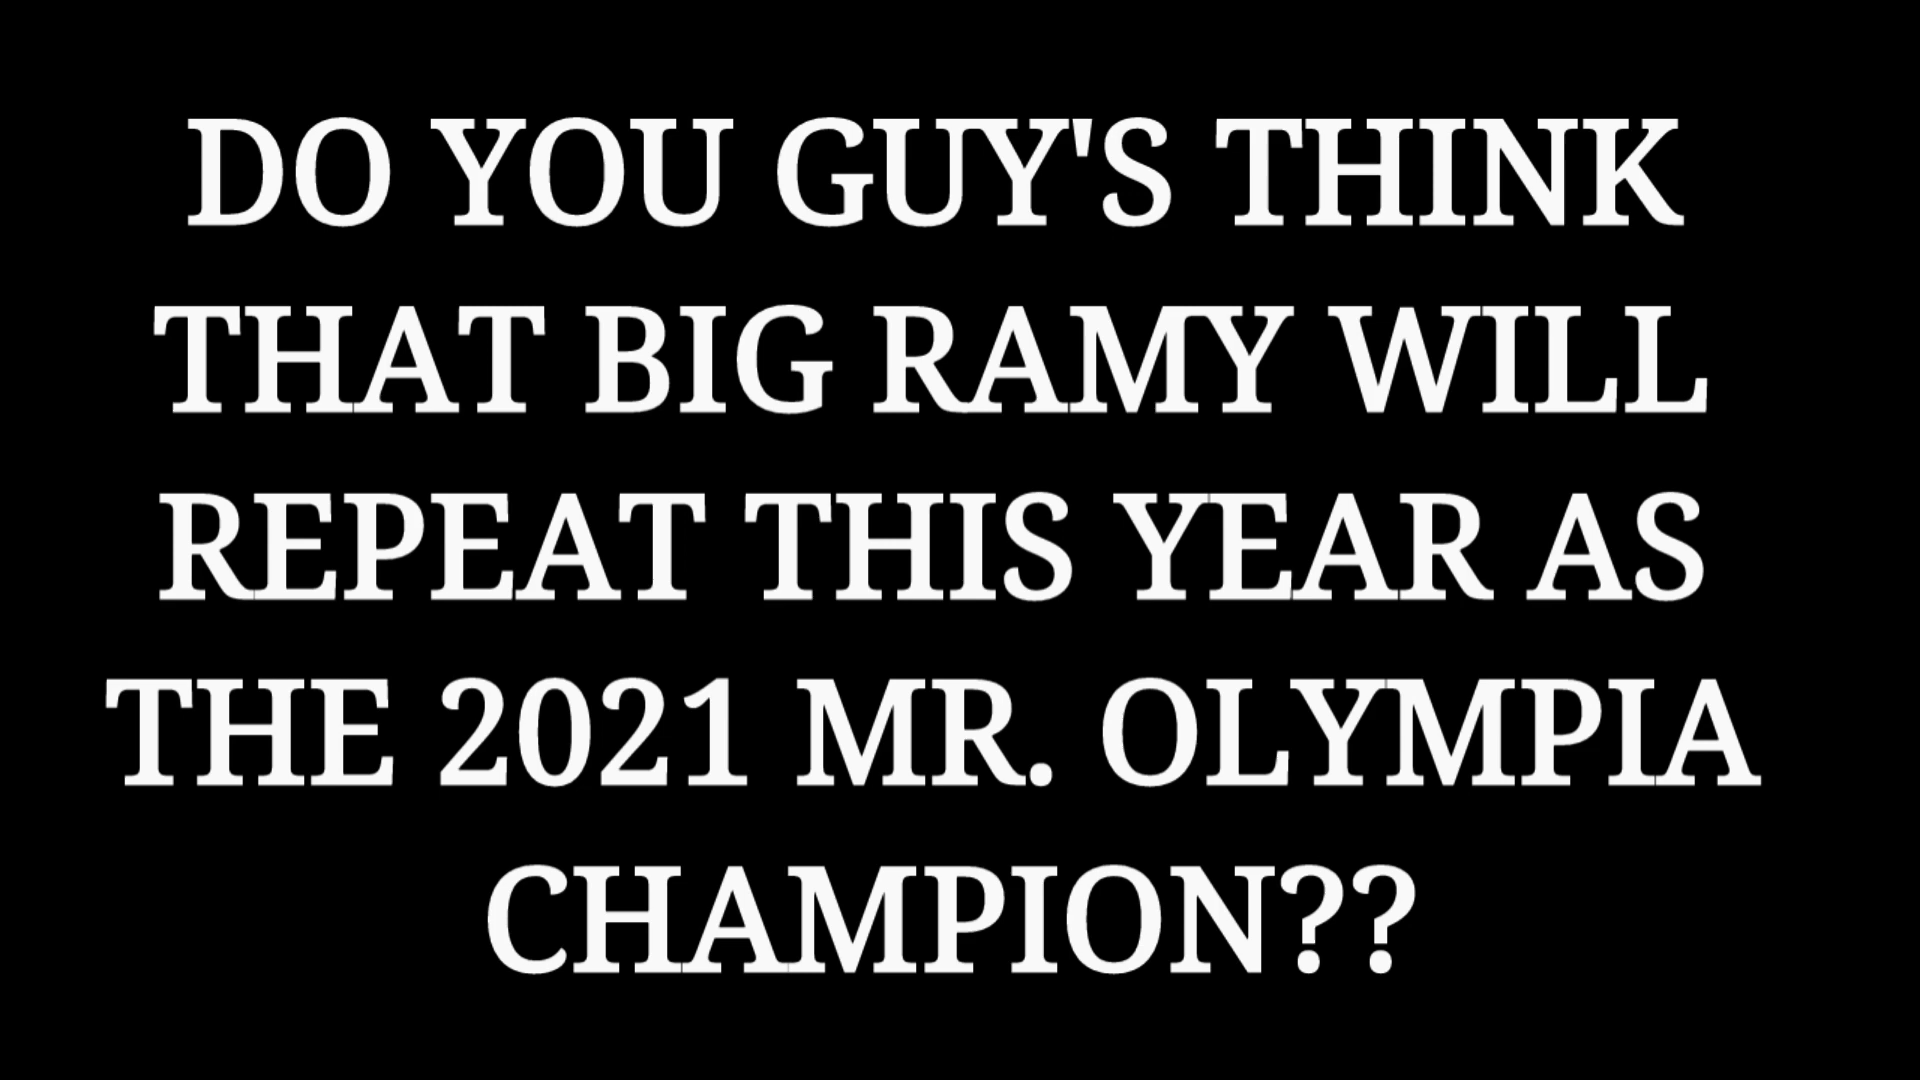 DO YOU GUY'S THINK
THAT BIG RAMY WILL
REPEAT THIS YEAR AS
THE 2021 MR. OLYMPIA
CHAMPION??